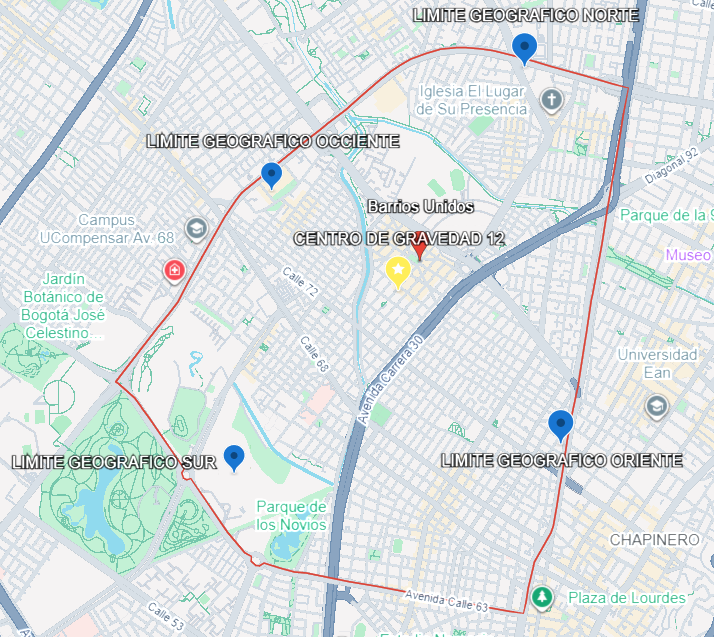 Calle
LIMITE GEOGRAFICO NORTE
Iglesia El Lugar
de Su Presencia
LIMITE GEOGRAFICO OCCIENTE
Diagonal 92
Barrios Unidos
Parque de la 9
Campus
UCompensar Av. 68
CENTRO DE GRAVEDAD 12
Museo
Jardín
Botánico de
Bogotá José
Celestino...
Calle 72
Calle 68
Avenida Carrera 30
Universidad
Ean
LIMITE GEOGRAFICO SUR
LIMITE GEOGRAFICO ORIENTE
Parque de
los Novios
CHAPINERO
Avenida Calle 63
Plaza de Lourdes
Calle 53